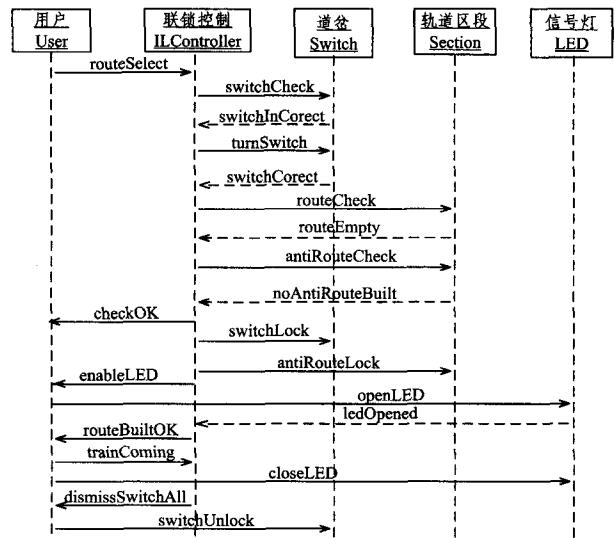 用户
User
联锁控制
ILController
道岔
Switch
轨道区段
Section
信号灯
LED
routeSelect
switchCheck
switchInCorect
turnSwitch
switchCorect
routeCheck
routeEmpty
antiRouteCheck
noAntiRouteBuilt
checkOK
switchLock
antiRouteLock
enableLED
openLED
ledOpened
routeBuiltOK
trainComing
closeLED
dismissSwitchAll
switchUnlock